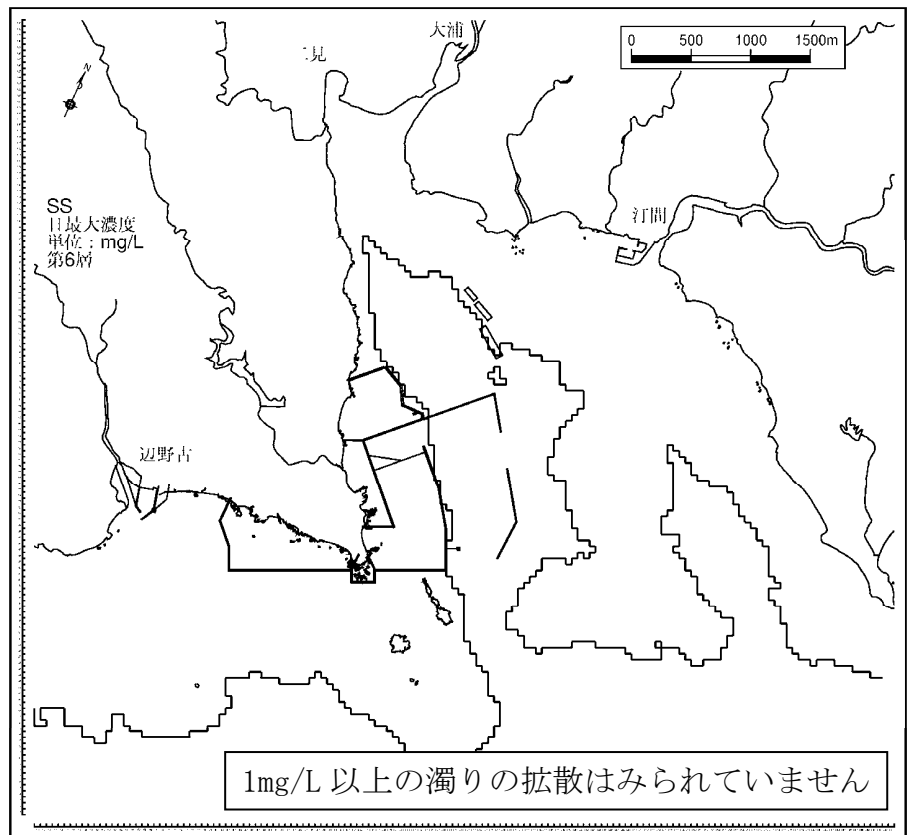 大浦
二見
0 500 1000 1500m
N
汀間
SS
日最大濃度
単位：mg/L
第6層
辺野古
1mg/L 以上の濁りの拡散はみられていません